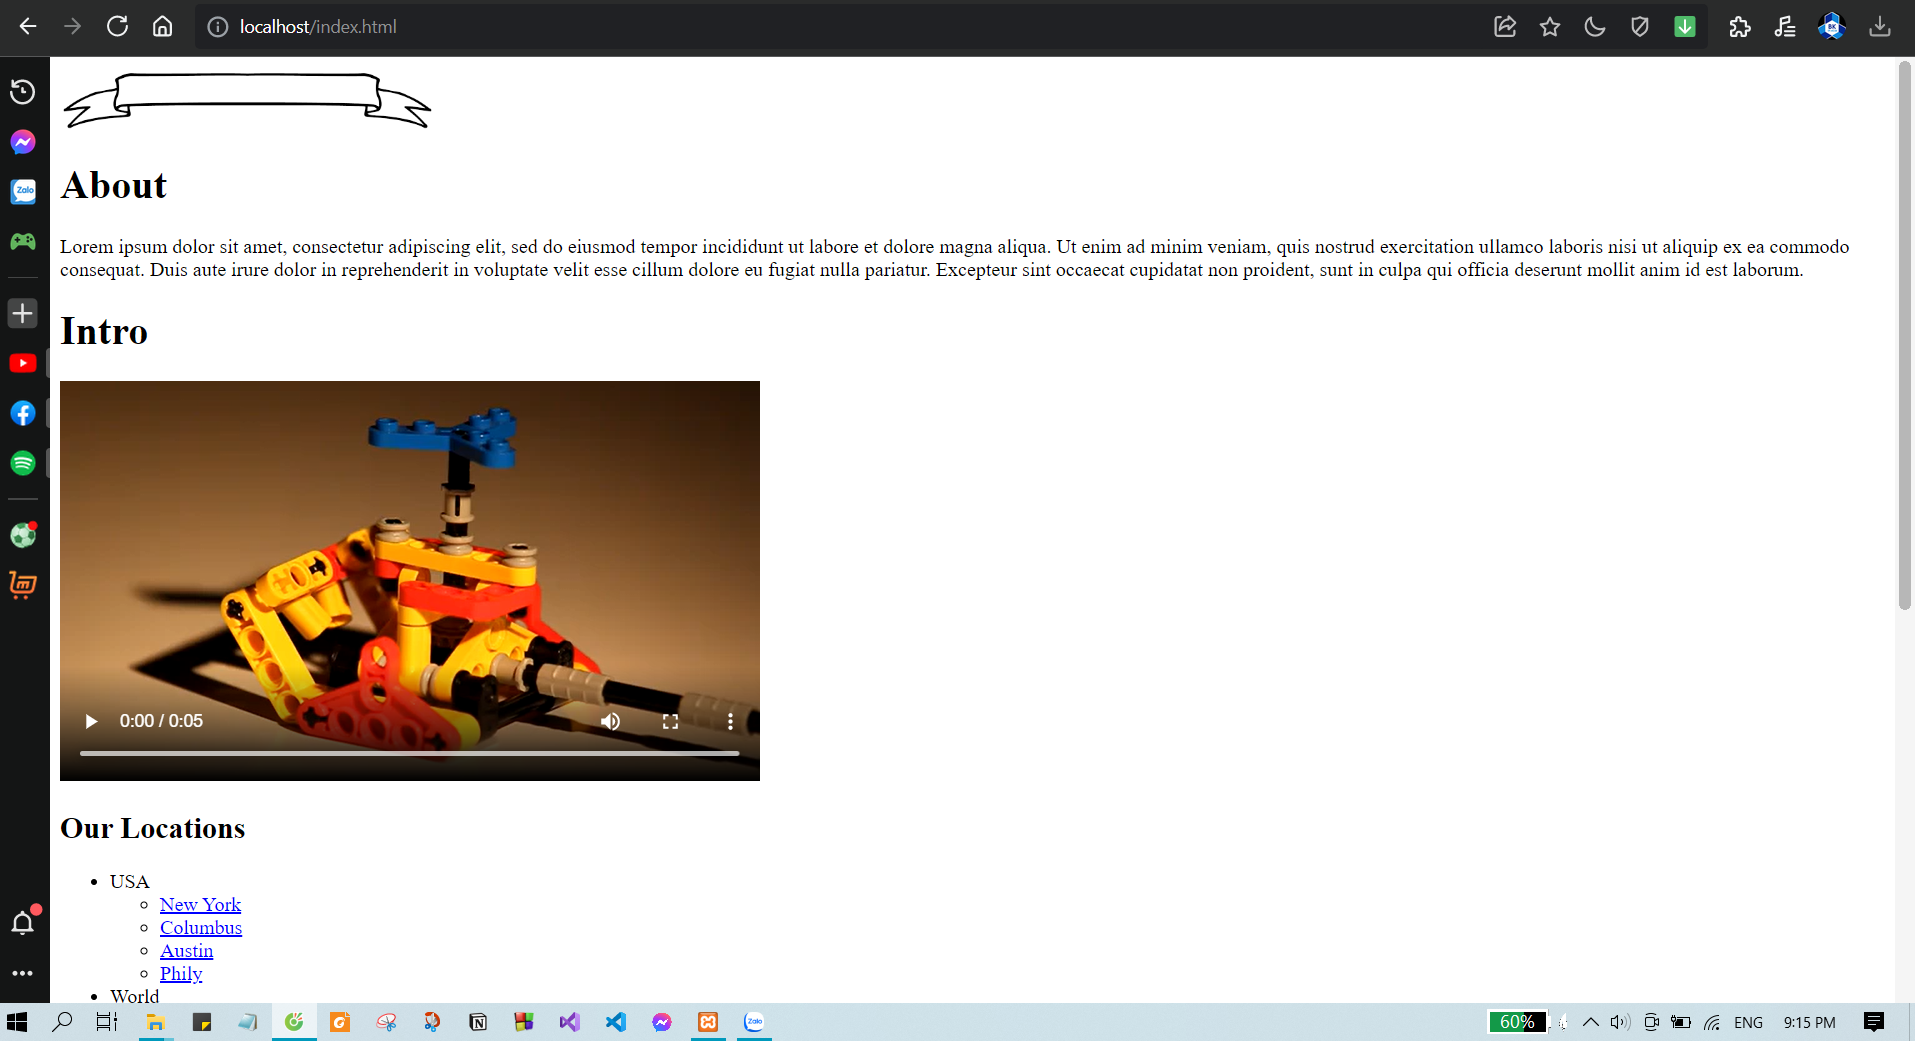 localhost/index.html
About
Lorem ipsum dolor sit amet, consectetur adipiscing elit, sed do eiusmod tempor incididunt ut labore et dolore magna aliqua. Ut enim ad minim veniam, quis nostrud exercitation ullamco laboris nisi ut aliquip ex ea commodo
consequat. Duis aute irure dolor in reprehenderit in voluptate velit esse cillum dolore eu fugiat nulla pariatur. Excepteur sint occaecat cupidatat non proident, sunt in culpa qui officia deserunt mollit anim id est laborum.
Intro
0:00 / 0:05
Our Locations
USA
New York
Columbus
Austin
Phily
World
Zalo
Zalo
60%
ENG
9:15 PM